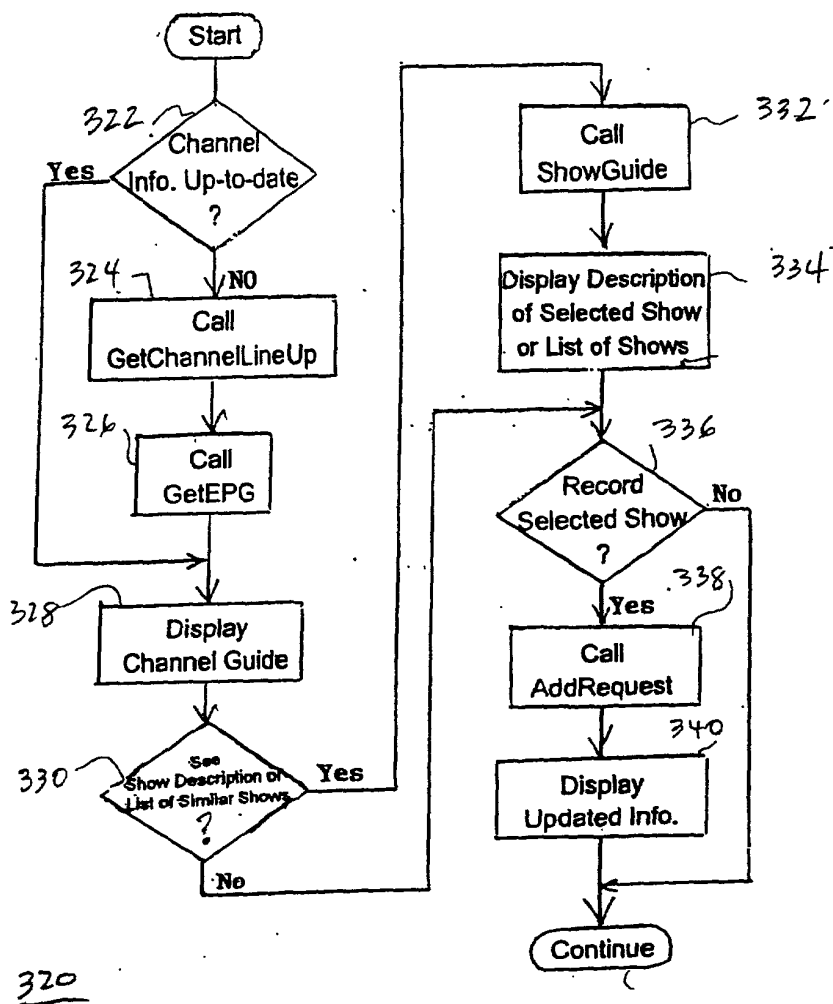 Start
322
Channel
Info. Up-to-date
?
Yes
NO
324
Call
GetChannelLineUp
326
Call
GetEPG
328
Display
Channel Guide
330
See
Show Description or
List of Similar Shows
?
Yes
No
332
Call
ShowGuide
334
Display Description
of Selected Show
or List of Shows
336
Record
Selected Show
?
No
Yes
338
Call
AddRequest
340
Display
Updated Info.
Continue
320